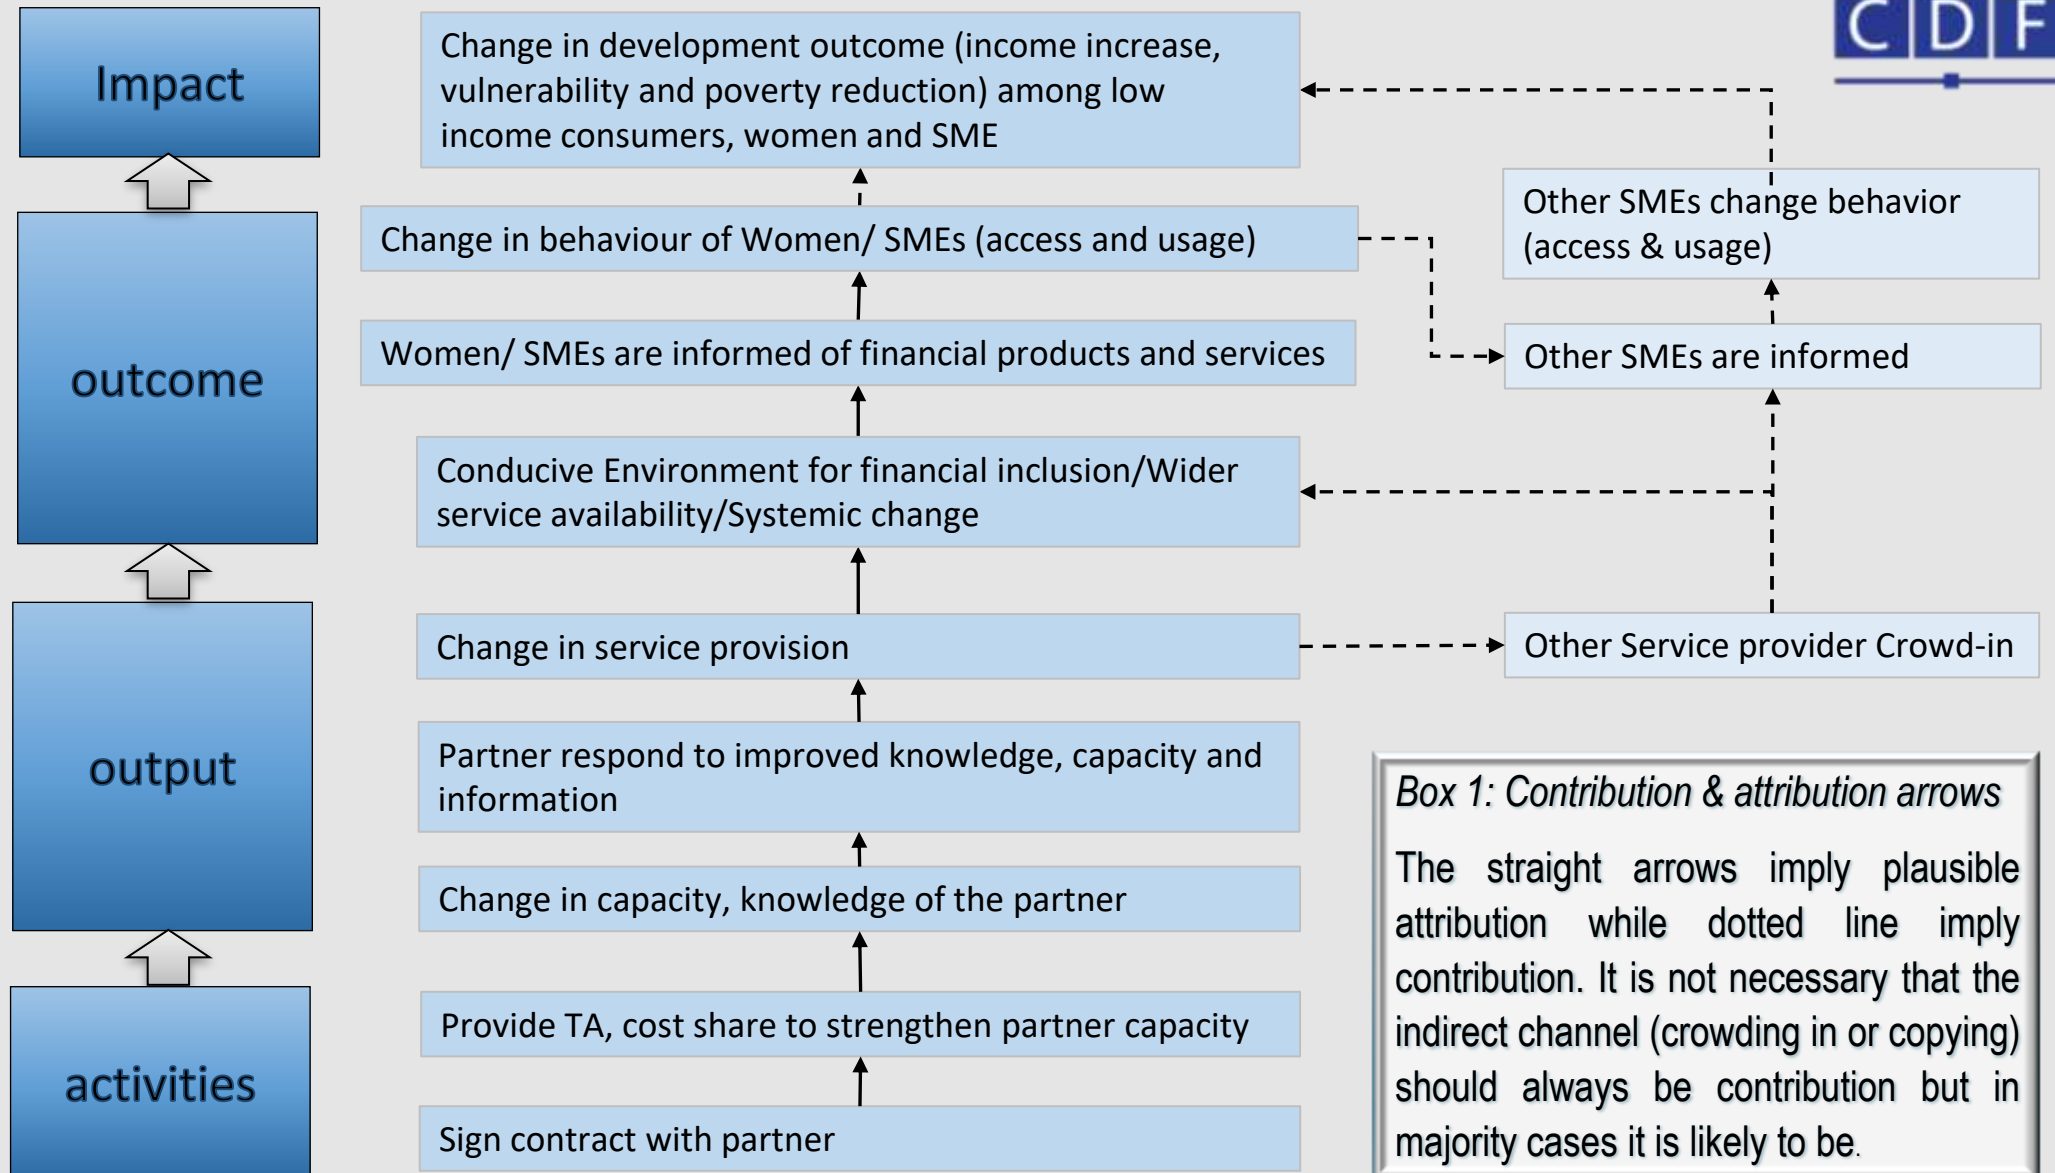 CDF
Impact
Change in development outcome (income increase,
vulnerability and poverty reduction) among low
income consumers, women and SME
outcome
Change in behaviour of Women/ SMEs (access and usage)
Other SMEs change behavior
(access & usage)
Women/ SMEs are informed of financial products and services
Other SMEs are informed
Conducive Environment for financial inclusion/Wider
service availability/Systemic change
output
Change in service provision
Other Service provider Crowd-in
Partner respond to improved knowledge, capacity and
information
Change in capacity, knowledge of the partner
activities
Provide TA, cost share to strengthen partner capacity
Sign contract with partner
Box 1: Contribution & attribution arrows
The straight arrows imply plausible
attribution while dotted line imply
contribution. It is not necessary that the
indirect channel (crowding in or copying)
should always be contribution but in
majority cases it is likely to be.